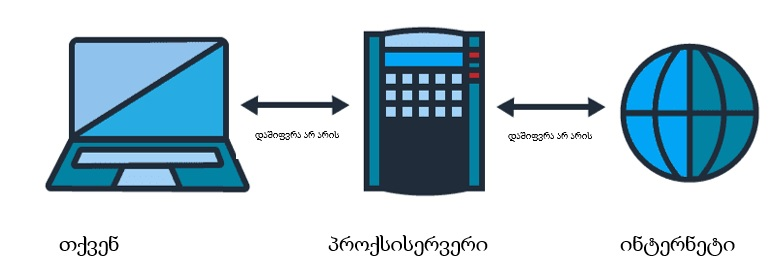 დაშიფვრა არ არის
დაშიფვრა არ არის
თქვენ
პროქსისერვერი
ინტერნეტი